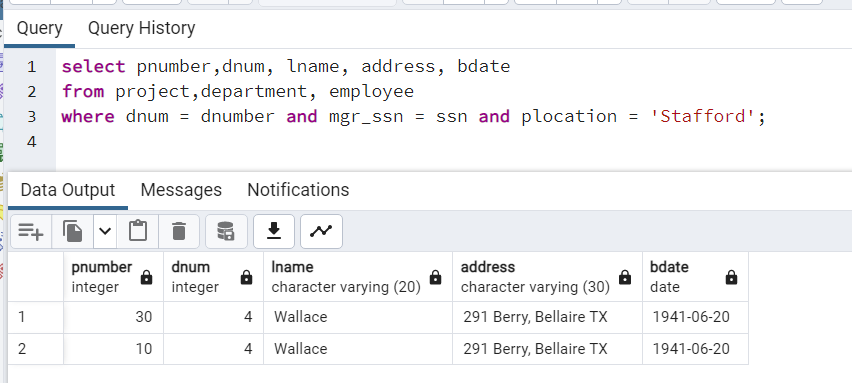 Query Query History
1 select pnumber,dnum, lname, address, bdate
2 from project,department, employee
3 where dnum = dnumber and mgr_ssn = ssn and plocation = 'Stafford';
4
Data Output Messages Notifications
pnumber dnum lname address bdate
integer integer character varying (20) character varying (30) date
1 30 4 Wallace 291 Berry, Bellaire TX 1941-06-20
2 10 4 Wallace 291 Berry, Bellaire TX 1941-06-20